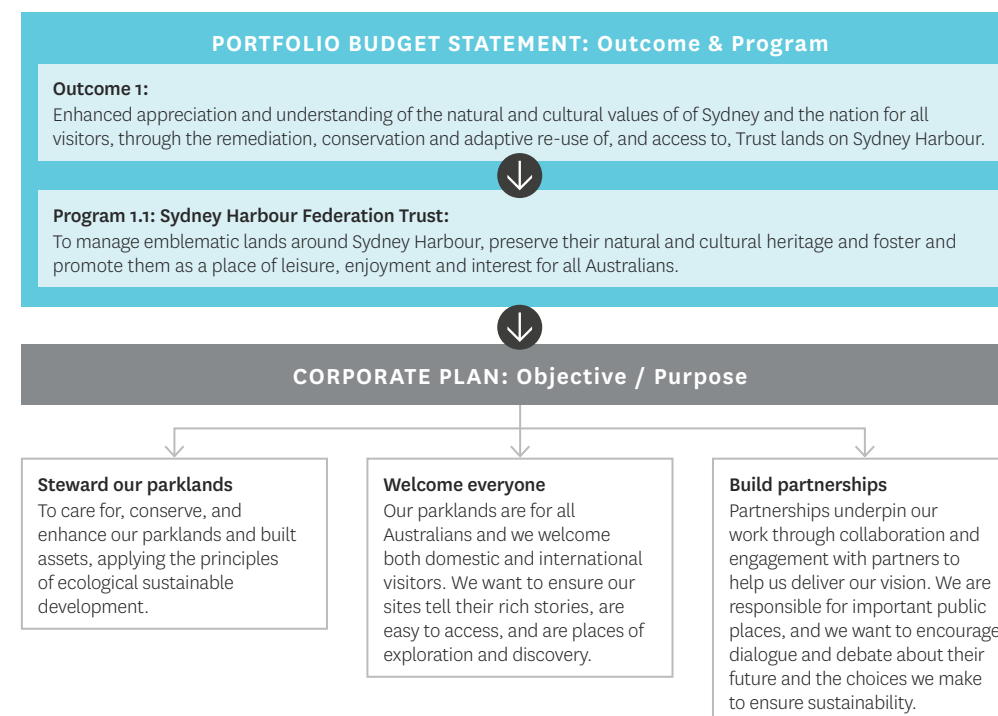 PORTFOLIO BUDGET STATEMENT: Outcome & Program
Outcome 1:
Enhanced appreciation and understanding of the natural and cultural values of of Sydney and the nation for all
visitors, through the remediation, conservation and adaptive re-use of, and access to, Trust lands on Sydney Harbour.
Program 1.1: Sydney Harbour Federation Trust:
To manage emblematic lands around Sydney Harbour, preserve their natural and cultural heritage and foster and
promote them as a place of leisure, enjoyment and interest for all Australians.
CORPORATE PLAN: Objective / Purpose
Steward our parklands
To care for, conserve, and
enhance our parklands and built
assets, applying the principles
of ecological sustainable
development.
Welcome everyone
Our parklands are for all
Australians and we welcome
both domestic and international
visitors. We want to ensure our
sites tell their rich stories, are
easy to access, and are places of
exploration and discovery.
Build partnerships
Partnerships underpin our
work through collaboration and
engagement with partners to
help us deliver our vision. We are
responsible for important public
places, and we want to encourage
dialogue and debate about their
future and the choices we make
to ensure sustainability.